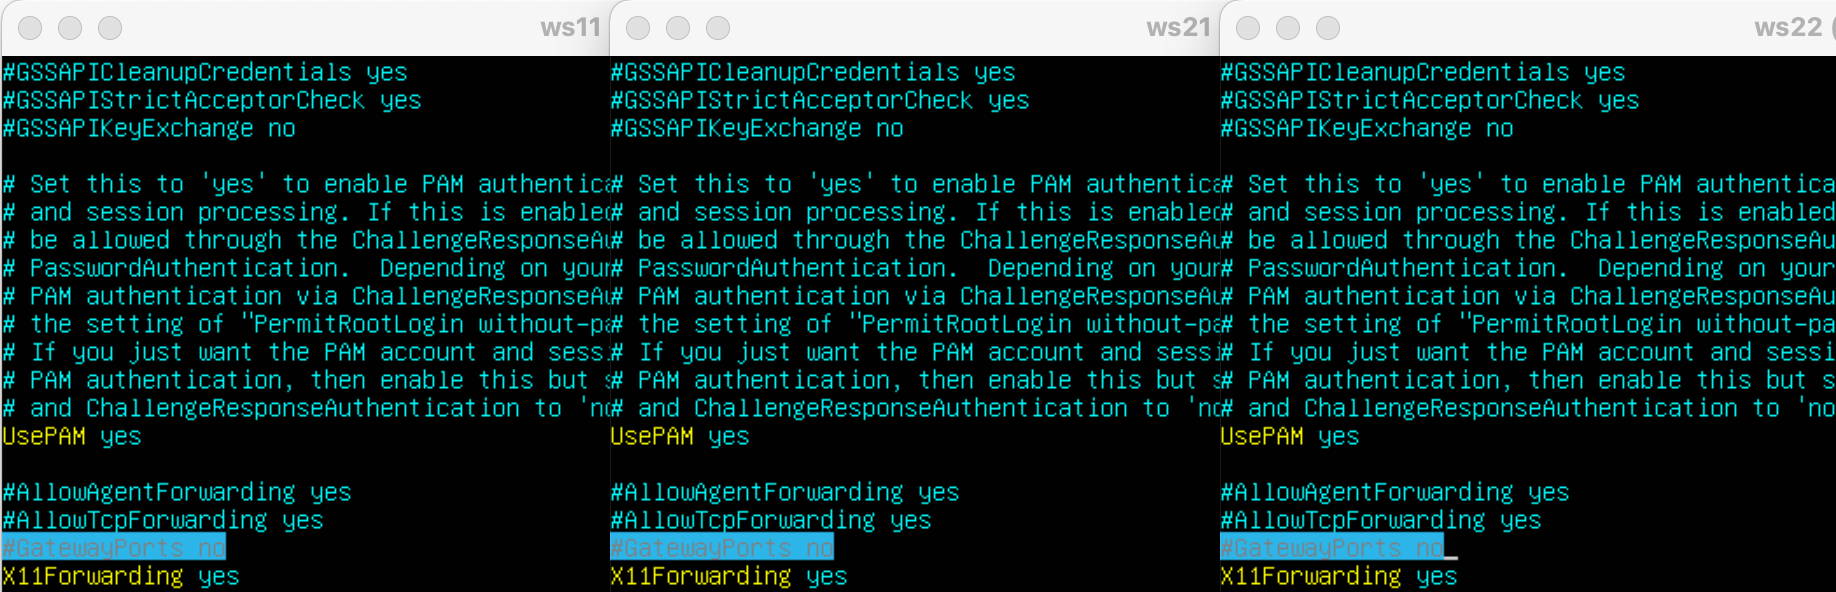 ws11
#GSSAPICleanupCredentials yes
#GSSAPIStrictAcceptorCheck yes
#GSSAPIKeyExchange no
# Set this to 'yes' to enable PAM authentic
# and session processing. If this is enable
# be allowed through the ChallengeResponseA
# PasswordAuthentication.  Depending on your
# PAM authentication via ChallengeResponseA
# the setting of "PermitRootLogin without-pa
# If you just want the PAM account and sess
# PAM authentication, then enable this but s
# and ChallengeResponseAuthentication to 'no
UsePAM yes
#AllowAgentForwarding yes
#AllowTcpForwarding yes
#GatewayPorts no
X11Forwarding yes
ws21
#GSSAPICleanupCredentials yes
#GSSAPIStrictAcceptorCheck yes
#GSSAPIKeyExchange no
# Set this to 'yes' to enable PAM authentica
# and session processing. If this is enabled
# be allowed through the ChallengeResponseAu
# PasswordAuthentication.  Depending on your
# PAM authentication via ChallengeResponseAu
# the setting of "PermitRootLogin without-pa
# If you just want the PAM account and sessi
# PAM authentication, then enable this but s
# and ChallengeResponseAuthentication to 'no
UsePAM yes
#AllowAgentForwarding yes
#AllowTcpForwarding yes
#GatewayPorts no
X11Forwarding yes
ws22 (
#GSSAPICleanupCredentials yes
#GSSAPIStrictAcceptorCheck yes
#GSSAPIKeyExchange no
# Set this to 'yes' to enable PAM authentica
# and session processing. If this is enabled
# be allowed through the ChallengeResponseAu
# PasswordAuthentication.  Depending on your
# PAM authentication via ChallengeResponseAu
# the setting of "PermitRootLogin without-pa
# If you just want the PAM account and sessi
# PAM authentication, then enable this but s
# and ChallengeResponseAuthentication to 'no
UsePAM yes
#AllowAgentForwarding yes
#AllowTcpForwarding yes
#GatewayPorts no
X11Forwarding yes